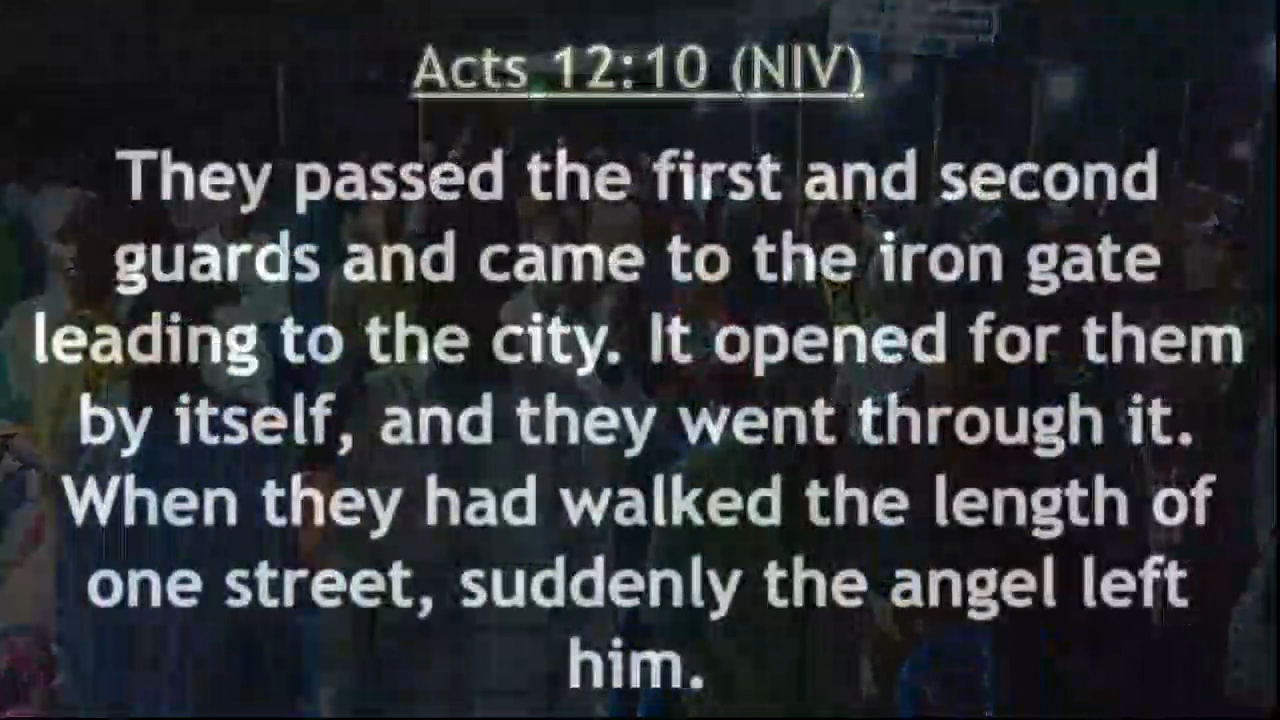 Acts 12:10 (NIV)
They passed the first and second
guards and came to the iron gate
leading to the city. It opened for them
by itself, and they went through it.
When they had walked the length of
one street, suddenly the angel left
him.